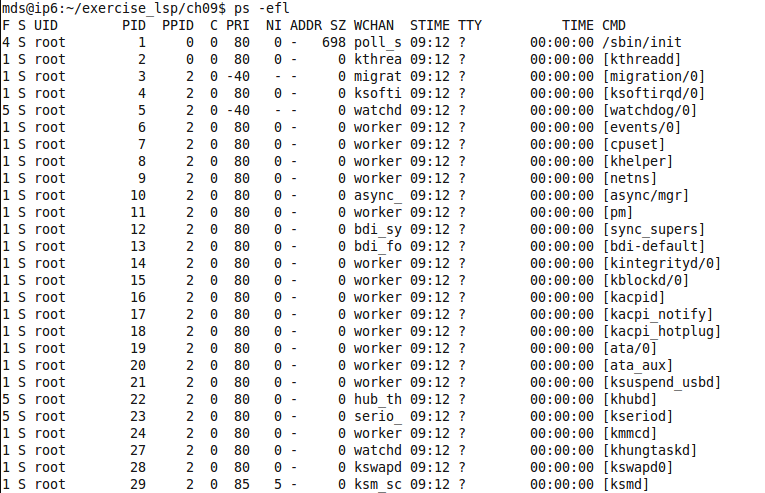 mds@ip6:~/exercise_lsp/ch09$ ps -efl
F S UID        PID  PPID  C PRI  NI ADDR SZ WCHAN  STIME TTY          TIME CMD
4 S root         1     0  0  80   0 -   698 poll_s 09:12 ?        00:00:00 /sbin/init
1 S root         2     0  0  80   0 -     0 kthrea 09:12 ?        00:00:00 [kthreadd]
1 S root         3     2  0 -40   - -     0 migrat 09:12 ?        00:00:00 [migration/0]
1 S root         4     2  0  80   0 -     0 ksofti 09:12 ?        00:00:00 [ksoftirqd/0]
5 S root         5     2  0 -40   - -     0 watchd 09:12 ?        00:00:00 [watchdog/0]
1 S root         6     2  0  80   0 -     0 worker 09:12 ?        00:00:00 [events/0]
1 S root         7     2  0  80   0 -     0 worker 09:12 ?        00:00:00 [cpuset]
1 S root         8     2  0  80   0 -     0 worker 09:12 ?        00:00:00 [khelper]
1 S root         9     2  0  80   0 -     0 worker 09:12 ?        00:00:00 [netns]
1 S root        10     2  0  80   0 -     0 async_ 09:12 ?        00:00:00 [async/mgr]
1 S root        11     2  0  80   0 -     0 worker 09:12 ?        00:00:00 [pm]
1 S root        12     2  0  80   0 -     0 bdi_sy 09:12 ?        00:00:00 [sync_supers]
1 S root        13     2  0  80   0 -     0 bdi_fo 09:12 ?        00:00:00 [bdi-default]
1 S root        14     2  0  80   0 -     0 worker 09:12 ?        00:00:00 [kintegrityd/0]
1 S root        15     2  0  80   0 -     0 worker 09:12 ?        00:00:00 [kblockd/0]
1 S root        16     2  0  80   0 -     0 worker 09:12 ?        00:00:00 [kacpid]
1 S root        17     2  0  80   0 -     0 worker 09:12 ?        00:00:00 [kacpi_notify]
1 S root        18     2  0  80   0 -     0 worker 09:12 ?        00:00:00 [kacpi_hotplug]
1 S root        19     2  0  80   0 -     0 worker 09:12 ?        00:00:00 [ata/0]
1 S root        20     2  0  80   0 -     0 worker 09:12 ?        00:00:00 [ata_aux]
1 S root        21     2  0  80   0 -     0 worker 09:12 ?        00:00:00 [ksuspend_usbd]
5 S root        22     2  0  80   0 -     0 hub_th 09:12 ?        00:00:00 [khubd]
5 S root        23     2  0  80   0 -     0 serio_ 09:12 ?        00:00:00 [kseriod]
1 S root        24     2  0  80   0 -     0 worker 09:12 ?        00:00:00 [kmmcd]
1 S root        27     2  0  80   0 -     0 watchd 09:12 ?        00:00:00 [khungtaskd]
1 S root        28     2  0  80   0 -     0 kswapd 09:12 ?        00:00:00 [kswapd0]
1 S root        29     2  0  85   5 -     0 ksm_sc 09:12 ?        00:00:00 [ksmd]